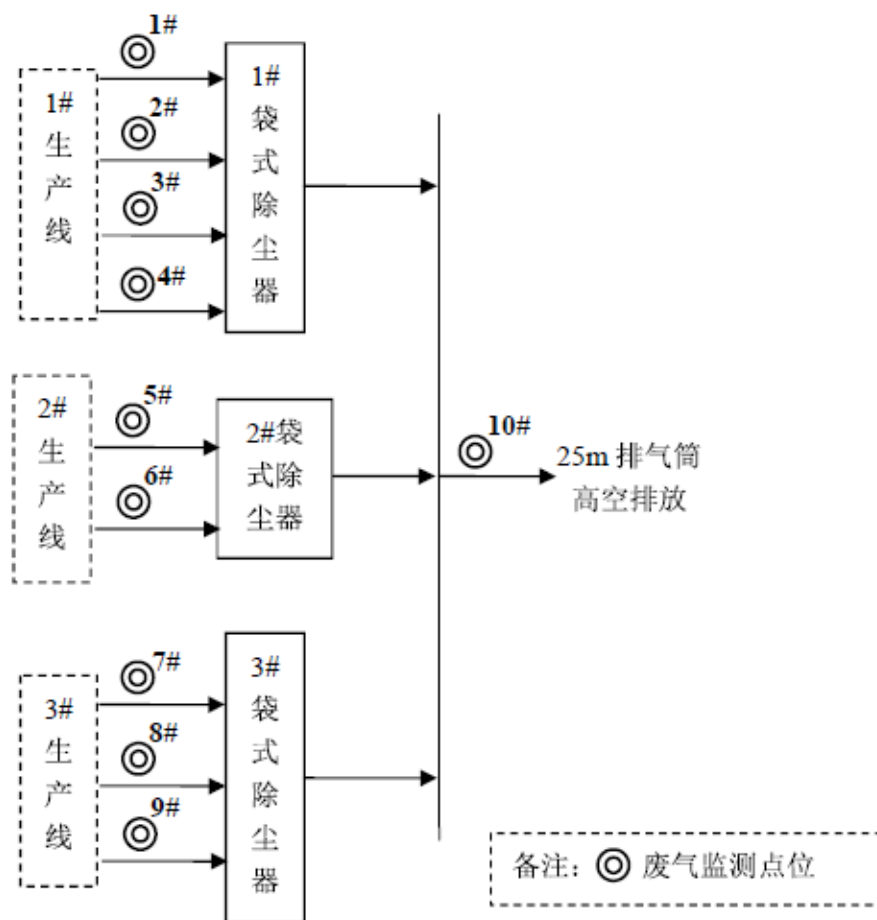 1#
1#
生
产
线
2#
3#
4#
1#
袋
式
除
尘
器
2#
生
产
线
5#
6#
2#袋
式除
尘器
10#
25m 排气筒
高空排放
3#
生
产
线
7#
8#
9#
3#
袋
式
除
尘
器
备注：◎ 废气监测点位